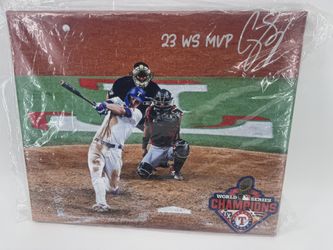 23 WS MVP
WORLD SERIES
CHAMPIONS
T